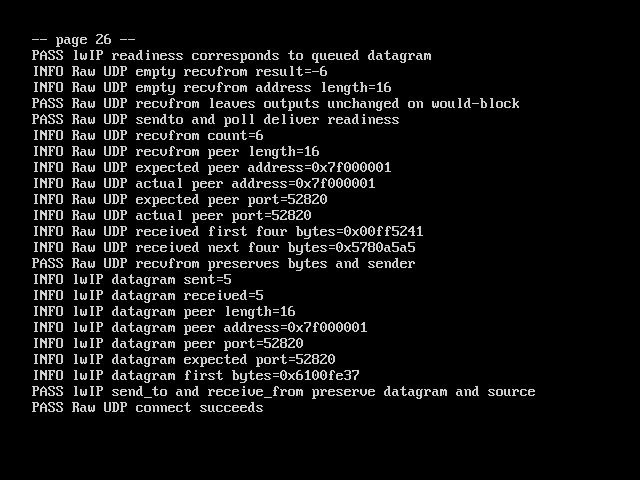 -- page 26 --
PASS lwIP readiness corresponds to queued datagram
INFO Raw UDP empty recvfrom result=-6
INFO Raw UDP empty recvfrom address length=16
PASS Raw UDP recvfrom leaves outputs unchanged on would-block
PASS Raw UDP sendto and poll deliver readiness
INFO Raw UDP recvfrom count=6
INFO Raw UDP recvfrom peer length=16
INFO Raw UDP expected peer address=0x7f000001
INFO Raw UDP actual peer address=0x7f000001
INFO Raw UDP expected peer port=52820
INFO Raw UDP actual peer port=52820
INFO Raw UDP received first four bytes=0x00ff5241
INFO Raw UDP received next four bytes=0x5780a5a5
PASS Raw UDP recvfrom preserves bytes and sender
INFO lwIP datagram sent=5
INFO lwIP datagram received=5
INFO lwIP datagram peer length=16
INFO lwIP datagram peer address=0x7f000001
INFO lwIP datagram peer port=52820
INFO lwIP datagram expected port=52820
INFO lwIP datagram first bytes=0x6100fe37
PASS lwIP send_to and receive_from preserve datagram and source
PASS Raw UDP connect succeeds